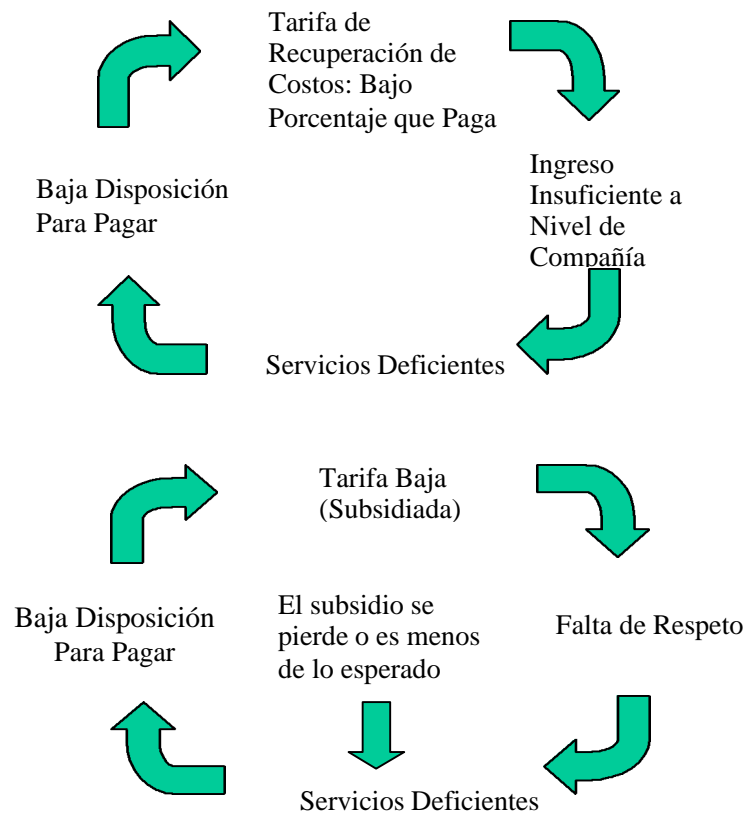 Tarifa de
Recuperación de
Costos: Bajo
Porcentaje que Paga
Baja Disposición
Para Pagar
Ingreso
Insuficiente a
Nivel de
Compañía
Servicios Deficientes
Tarifa Baja
(Subsidiada)
Baja Disposición
Para Pagar
El subsidio se
pierde o es menos
de lo esperado
Falta de Respeto
Servicios Deficientes